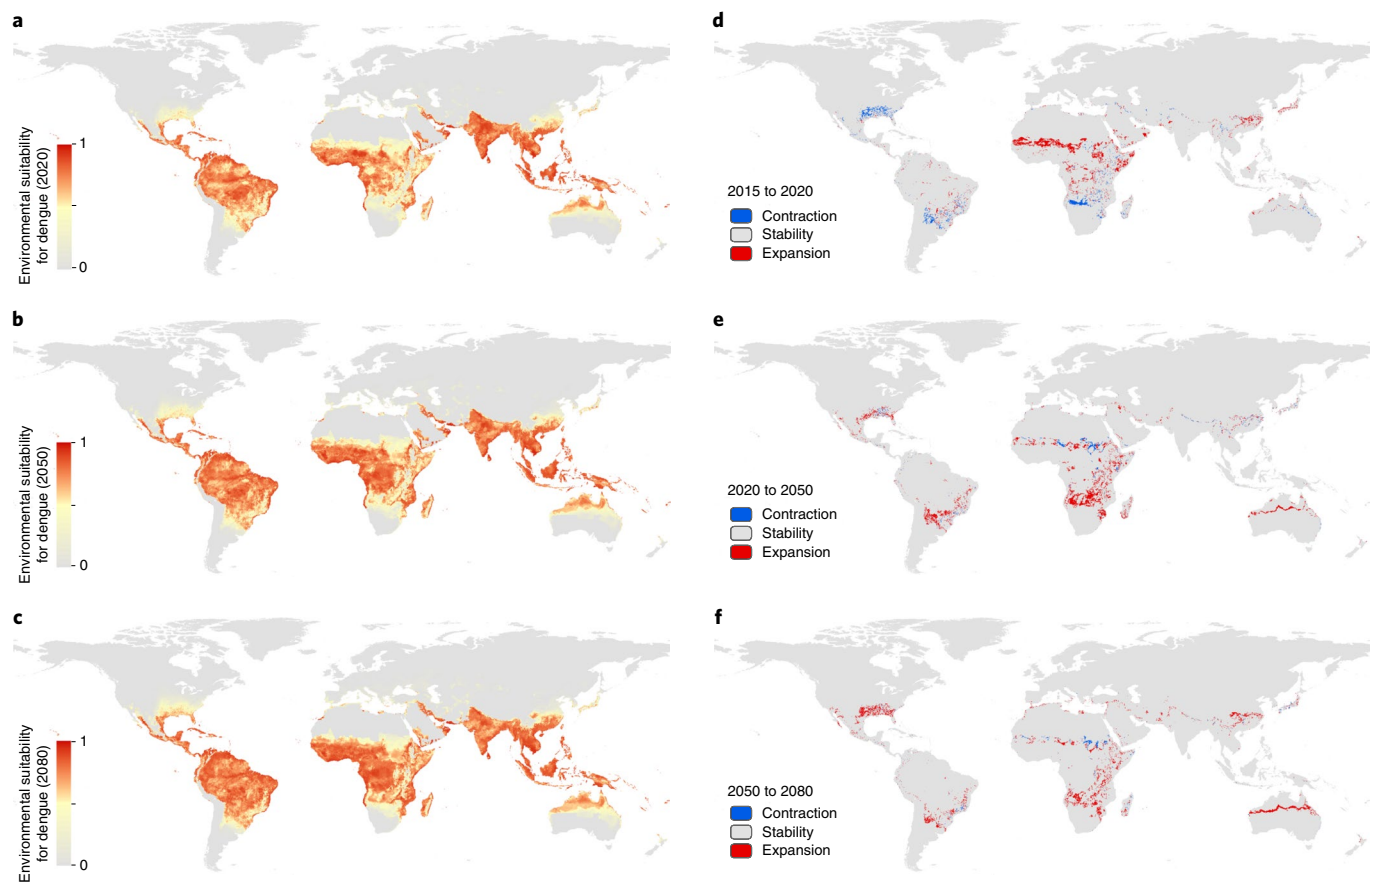 a
Environmental suitability
for dengue (2020)
1
0
d
2015 to 2020
Contraction
Stability
Expansion
b
Environmental suitability
for dengue (2050)
1
0
e
2020 to 2050
Contraction
Stability
Expansion
c
Environmental suitability
for dengue (2080)
1
0
f
2050 to 2080
Contraction
Stability
Expansion